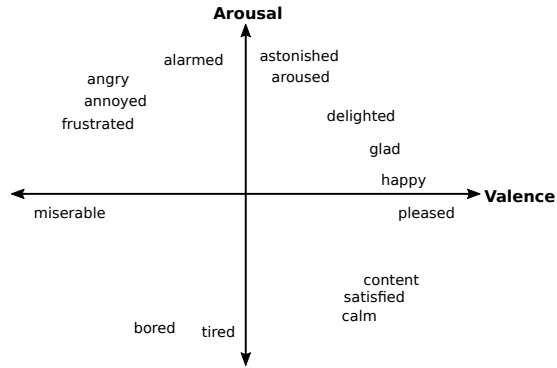 Arousal
alarmed
astonished
aroused
angry
annoyed
frustrated
delighted
glad
happy
Valence
miserable
pleased
content
satisfied
calm
bored
tired